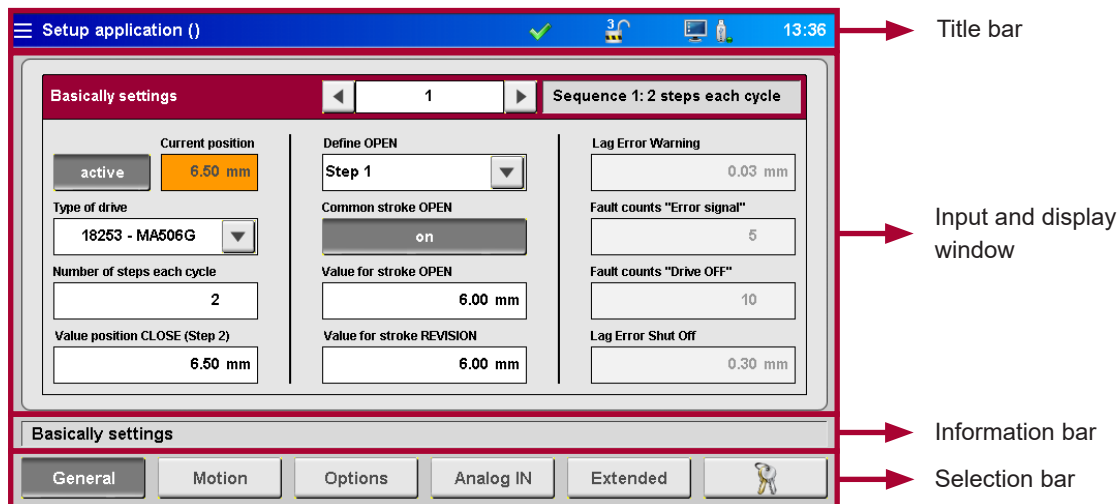 Setup application ()
3
13:36
Title bar
Basically settings
1
Sequence 1: 2 steps each cycle
active
Current position
6.50 mm
Type of drive
18253 - MA506G
Number of steps each cycle
2
Value position CLOSE (Step 2)
6.50 mm
Define OPEN
Step 1
Common stroke OPEN
on
Value for stroke OPEN
6.00 mm
Value for stroke REVISION
6.00 mm
Lag Error Warning
0.03 mm
Fault counts "Error signal"
5
Fault counts "Drive OFF"
10
Lag Error Shut Off
0.30 mm
Input and display
window
Basically settings
Information bar
General
Motion
Options
Analog IN
Extended
Selection bar